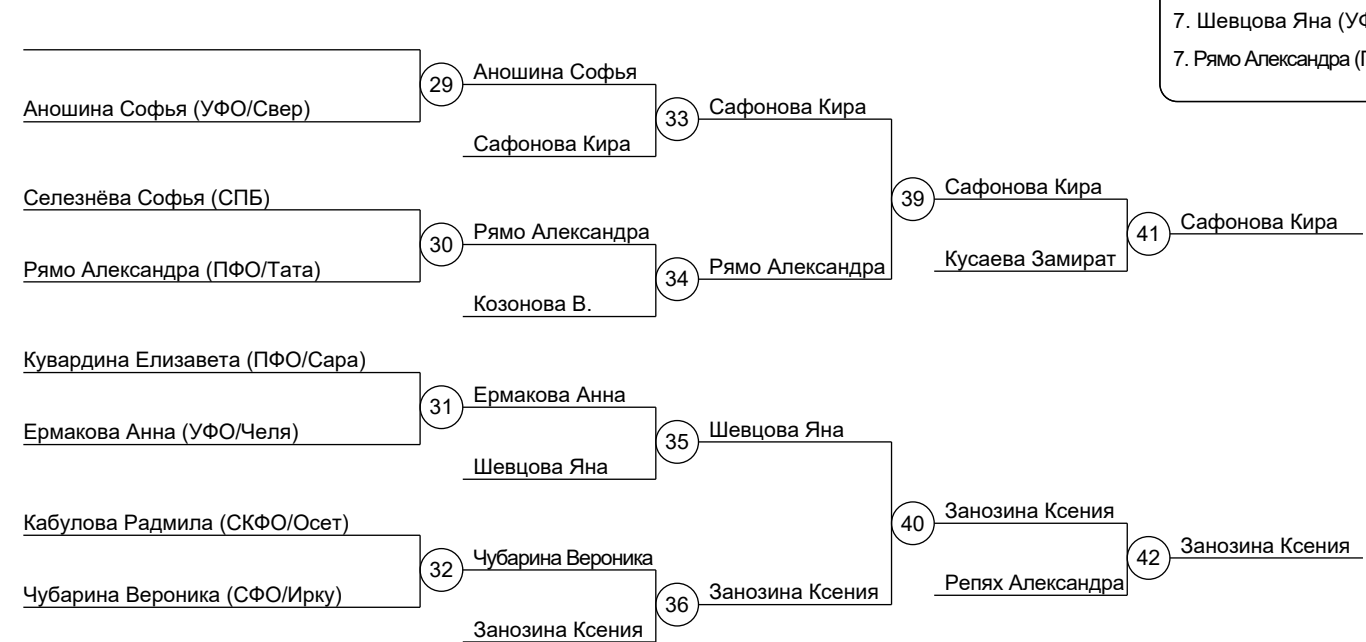 7. Шевцова Яна (УФ
7. Рямо Александра (П
29
Аношина Софья
Аношина Софья (УФО/Свер)
33
Сафонова Кира
Сафонова Кира
Селезнёва Софья (СПБ)
39
Сафонова Кира
30
Рямо Александра
41
Сафонова Кира
Рямо Александра (ПФО/Тата)
34
Рямо Александра
Кусаева Замират
Козонова В.
Кувардина Елизавета (ПФО/Сара)
31
Ермакова Анна
Ермакова Анна (УФО/Челя)
35
Шевцова Яна
Шевцова Яна
Кабулова Радмила (СКФО/Осет)
40
Занозина Ксения
32
Чубарина Вероника
42
Занозина Ксения
Чубарина Вероника (СФО/Ирку)
36
Занозина Ксения
Репях Александра
Занозина Ксения